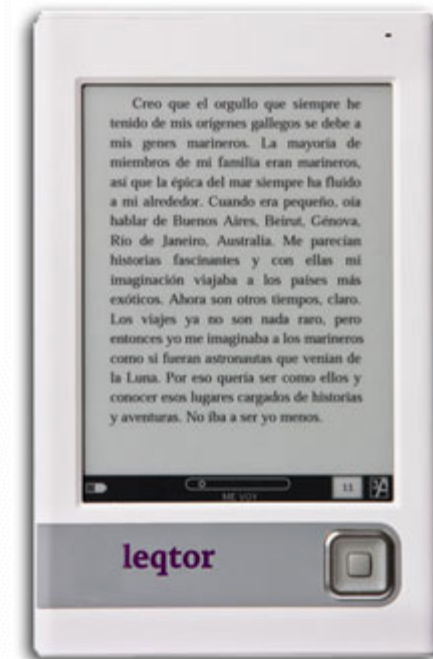 Creo que el orgullo que siempre he
tenido de mis orígenes gallegos se debe a
mis genes marineros. La mayoría de
miembros de mi familia eran marineros,
así que la épica del mar siempre ha fluido
a mi alrededor. Cuando era pequeño, oía
hablar de Buenos Aires, Beirut, Génova,
Río de Janeiro, Australia. Me parecían
historias fascinantes y con ellas mi
imaginación viajaba a los países más
exóticos. Ahora son otros tiempos, claro.
Los viajes ya no son nada raro, pero
entonces yo me imaginaba a los marineros
como si fueran astronautas que venían de
la Luna. Por eso quería ser como ellos y
conocer esos lugares cargados de historias
y aventuras. No iba a ser yo menos.
ME VOY
11
leqtor